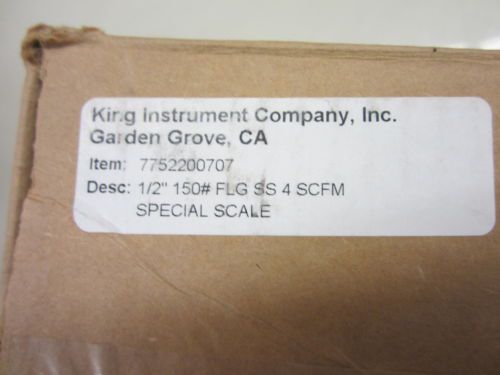 King Instrument Company, Inc.
Garden Grove, CA
Item: 7752200707
Desc: 1/2" 150# FLG SS 4 SCFM
SPECIAL SCALE